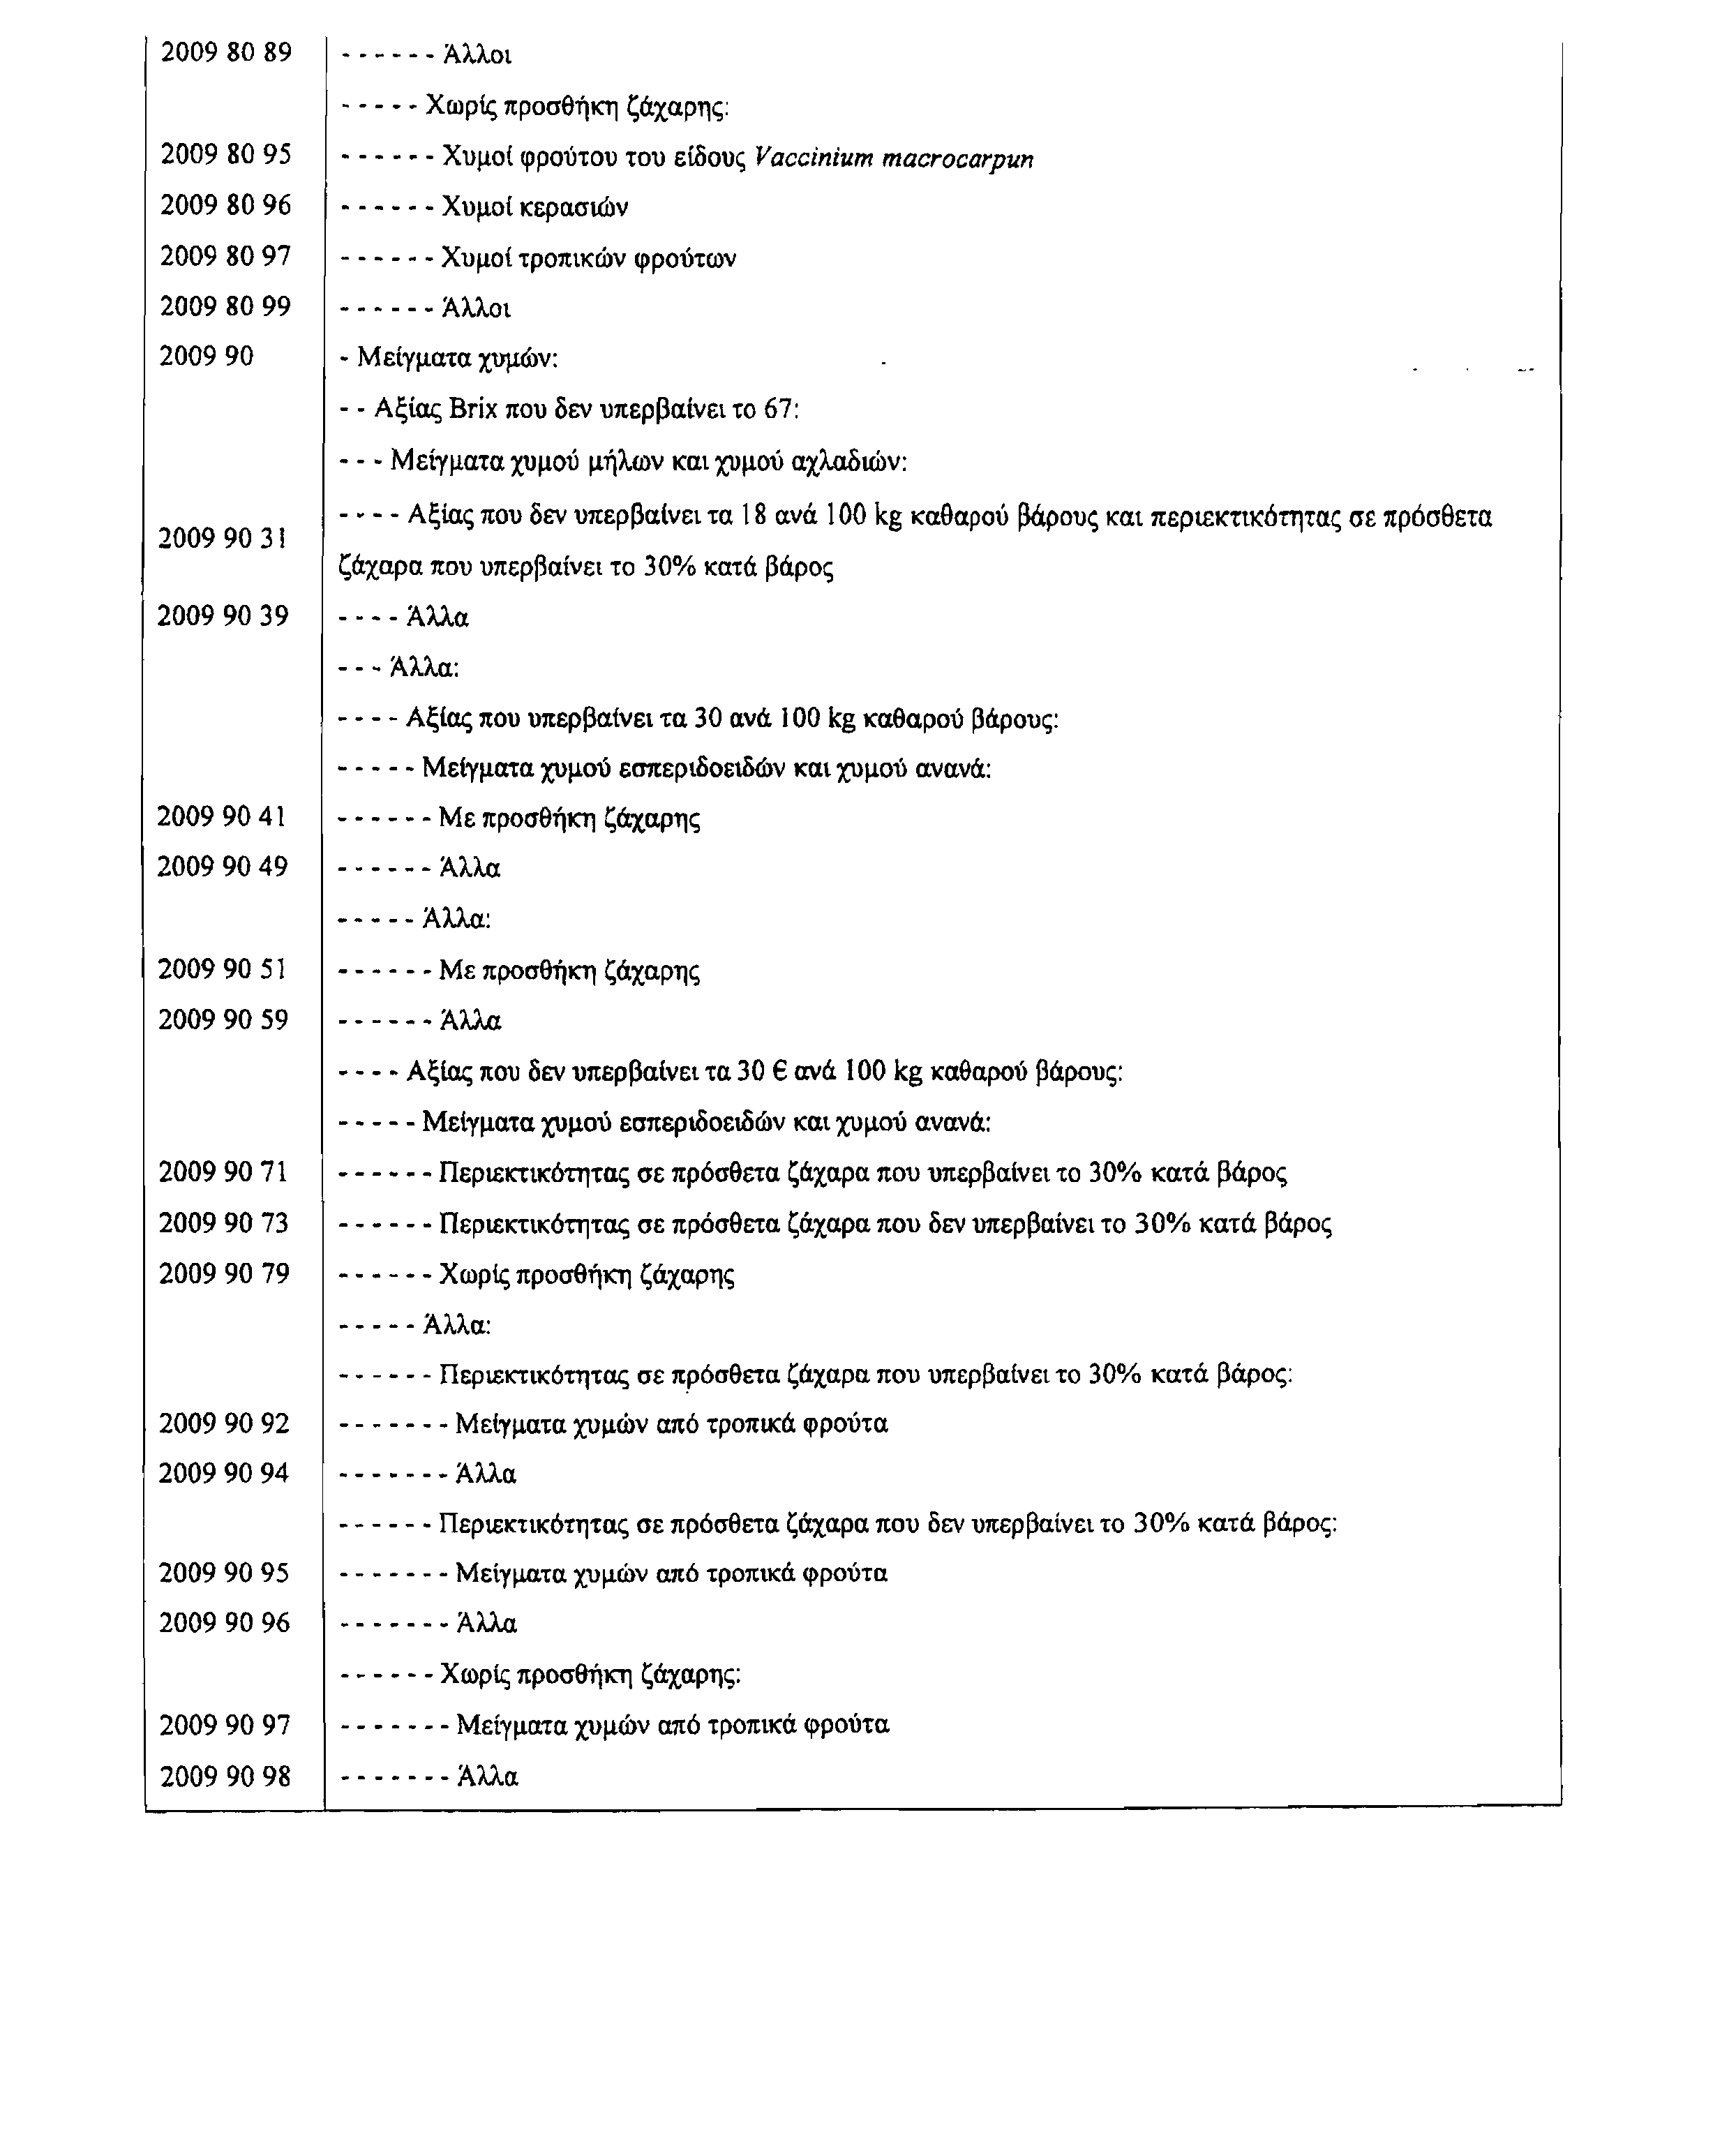 2009 80 89 - - - - - - Άλλοι
- - - - - Χωρίς προσθήκη ζάχαρης:
2009 80 95 - - - - - - Χυμοί φρούτου του είδους Vaccinium macrocarpun
2009 80 96 - - - - - - Χυμοί κερασιών
2009 80 97 - - - - - - Χυμοί τροπικών φρούτων
2009 80 99 - - - - - - Άλλοι
2009 90 - Μείγματα χυμών:
- - Αξίας Brix που δεν υπερβαίνει το 67:
- - - Μείγματα χυμού μήλων και χυμού αχλαδιών:
2009 90 31 - - - - Αξίας που δεν υπερβαίνει τα 18 ανά 100 kg καθαρού βάρους και περιεκτικότητας σε πρόσθετα
ζάχαρα που υπερβαίνει το 30% κατά βάρος
2009 90 39 - - - - Άλλα
- - - Άλλα:
- - - - Αξίας που υπερβαίνει τα 30 ανά 100 kg καθαρού βάρους:
- - - - - Μείγματα χυμού εσπεριδοειδών και χυμού ανανά:
2009 90 41 - - - - - - Με προσθήκη ζάχαρης
2009 90 49 - - - - - - Άλλα
- - - - - Άλλα:
2009 90 51 - - - - - - Με προσθήκη ζάχαρης
2009 90 59 - - - - - - Άλλα
- - - - Αξίας που δεν υπερβαίνει τα 30 € ανά 100 kg καθαρού βάρους:
- - - - - Μείγματα χυμού εσπεριδοειδών και χυμού ανανά:
2009 90 71 - - - - - - Περιεκτικότητας σε πρόσθετα ζάχαρα που υπερβαίνει το 30% κατά βάρος
2009 90 73 - - - - - - Περιεκτικότητας σε πρόσθετα ζάχαρα που δεν υπερβαίνει το 30% κατά βάρος
2009 90 79 - - - - - - Χωρίς προσθήκη ζάχαρης
- - - - - Άλλα:
- - - - - - Περιεκτικότητας σε πρόσθετα ζάχαρα που υπερβαίνει το 30% κατά βάρος:
2009 90 92 - - - - - - - Μείγματα χυμών από τροπικά φρούτα
2009 90 94 - - - - - - - Άλλα
- - - - - - Περιεκτικότητας σε πρόσθετα ζάχαρα που δεν υπερβαίνει το 30% κατά βάρος:
2009 90 95 - - - - - - - Μείγματα χυμών από τροπικά φρούτα
2009 90 96 - - - - - - - Άλλα
- - - - - - Χωρίς προσθήκη ζάχαρης:
2009 90 97 - - - - - - - Μείγματα χυμών από τροπικά φρούτα
2009 90 98 - - - - - - - Άλλα